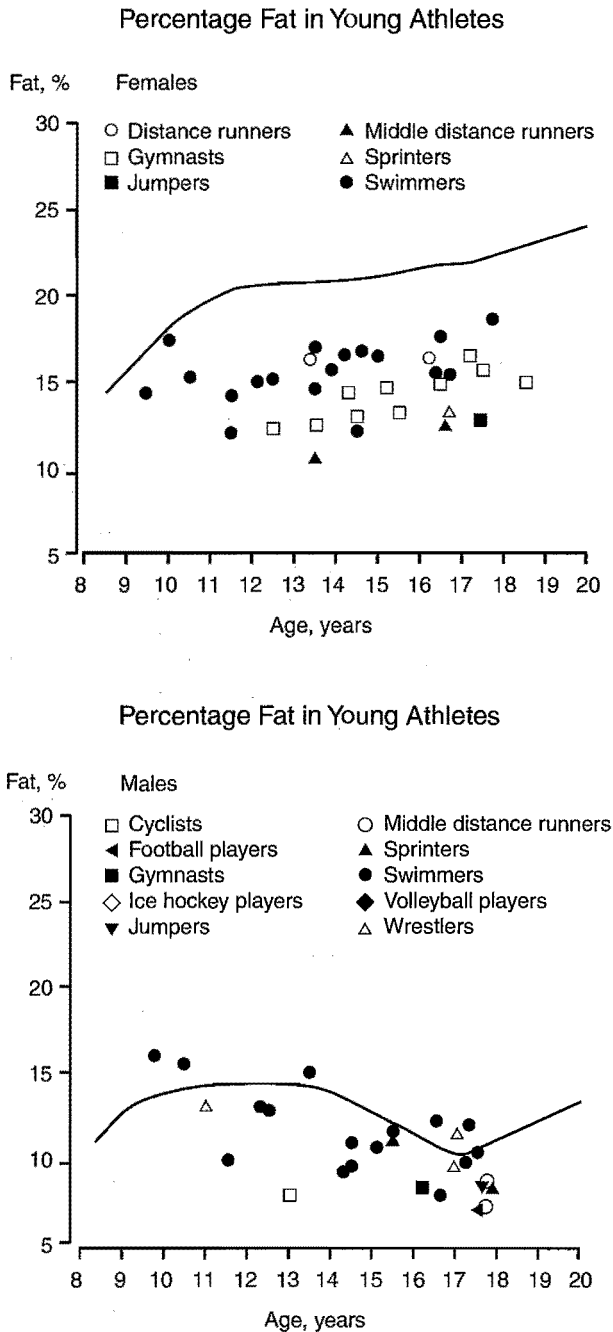 Percentage Fat in Young Athletes
Fat, % Females
30
Distance runners Middle distance runners
Gymnasts Sprinters
Jumpers Swimmers
25
20
15
10
5
8 9 10 11 12 13 14 15 16 17 18 19 20
Age, years
Percentage Fat in Young Athletes
Fat, % Males
30
Cyclists Middle distance runners
Football players Sprinters
Gymnasts Swimmers
25
Ice hockey players Volleyball players
Jumpers Wrestlers
20
15
10
5
8 9 10 11 12 13 14 15 16 17 18 19 20
Age, years